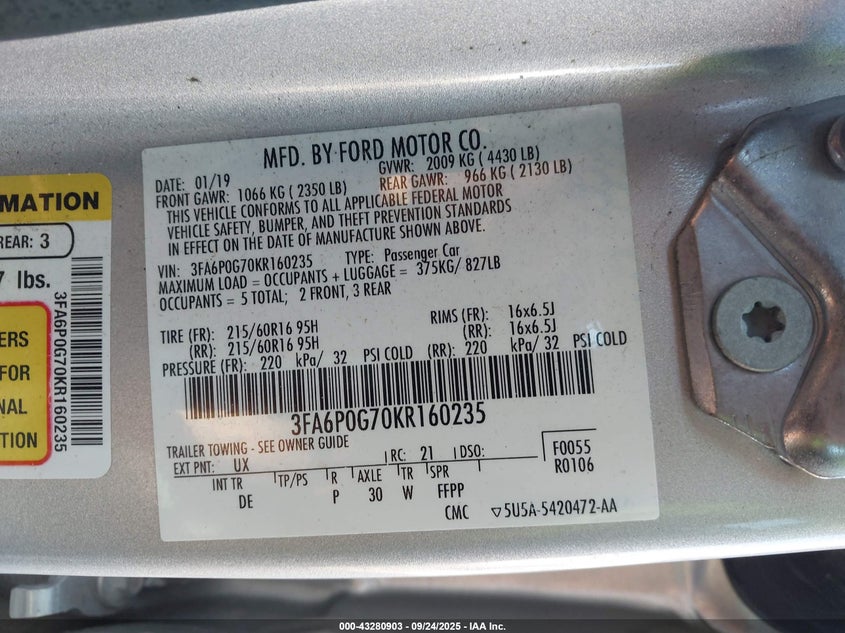 MFD. BY FORD MOTOR CO.
DATE: 01/19 GVWR: 2009 KG ( 4430 LB)
FRONT GAWR: 1066 KG ( 2350 LB) REAR GAWR: 966 KG ( 2130 LB)
THIS VEHICLE CONFORMS TO ALL APPLICABLE FEDERAL MOTOR
VEHICLE SAFETY, BUMPER, AND THEFT PREVENTION STANDARDS
IN EFFECT ON THE DATE OF MANUFACTURE SHOWN ABOVE.
VIN: 3FA6P0G70KR160235 TYPE: Passenger Car
MAXIMUM LOAD = OCCUPANTS + LUGGAGE = 375KG/ 827LB
OCCUPANTS = 5 TOTAL; 2 FRONT, 3 REAR
TIRE (FR): 215/60R16 95H RIMS (FR): 16x6.5J
(RR): 215/60R16 95H (RR): 16x6.5J
PRESSURE (FR): 220 kPa/ 32 PSI COLD (RR): 220 kPa/ 32 PSI COLD
3FA6P0G70KR160235
TRAILER TOWING - SEE OWNER GUIDE
EXT PNT: UX RC: 21 DSO: F0055
R0106
INT TR TP/PS R AXLE TR SPR
DE P 30 W FFPP
CMC ▽5U5A-5420472-AA
RMATION
REAR: 3
7 lbs.
ERS
FOR
NAL
TION
3FA6P0G70KR160235
000-43280903 - 09/24/2025 - IAA Inc.